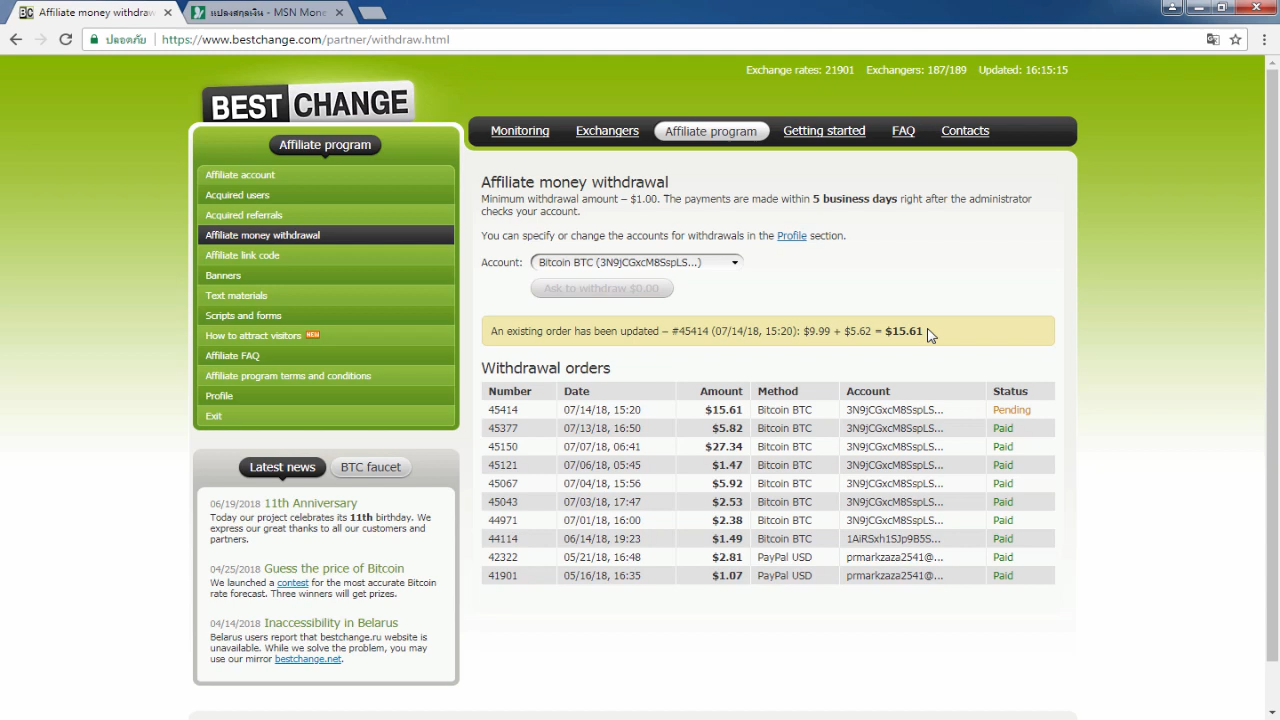 Affiliate money withdraw
แปลงสกุลเงิน - MSN Mone
ปลอดภัย
https://www.bestchange.com/partner/withdraw.html
Exchange rates: 21901 Exchangers: 187/189 Updated: 16:15:15
BEST CHANGE
Monitoring Exchangers Affiliate program Getting started FAQ Contacts
Affiliate program
Affiliate account
Acquired users
Acquired referrals
Affiliate money withdrawal
Affiliate link code
Banners
Text materials
Scripts and forms
How to attract visitors NEW
Affiliate FAQ
Affiliate program terms and conditions
Profile
Exit
Latest news BTC faucet
06/19/2018 11th Anniversary
Today our project celebrates its 11th birthday. We
express our great thanks to all our customers and
partners.
04/25/2018 Guess the price of Bitcoin
We launched a contest for the most accurate Bitcoin
rate forecast. Three winners will get prizes.
04/14/2018 Inaccessibility in Belarus
Belarus users report that bestchange.ru website is
unavailable. While we solve the problem, you may
use our mirror bestchange.net.
Affiliate money withdrawal
Minimum withdrawal amount – $1.00. The payments are made within 5 business days right after the administrator
checks your account.
You can specify or change the accounts for withdrawals in the Profile section.
Account: Bitcoin BTC (3N9jCGxcM8SspLS...)
Ask to withdraw $0.00
An existing order has been updated – #45414 (07/14/18, 15:20): $9.99 + $5.62 = $15.61
Withdrawal orders
Number Date Amount Method Account Status
45414 07/14/18, 15:20 $15.61 Bitcoin BTC 3N9jCGxcM8SspLS... Pending
45377 07/13/18, 16:50 $5.82 Bitcoin BTC 3N9jCGxcM8SspLS... Paid
45150 07/07/18, 06:41 $27.34 Bitcoin BTC 3N9jCGxcM8SspLS... Paid
45121 07/06/18, 05:45 $1.47 Bitcoin BTC 3N9jCGxcM8SspLS... Paid
45067 07/04/18, 15:56 $5.92 Bitcoin BTC 3N9jCGxcM8SspLS... Paid
45043 07/03/18, 17:47 $2.53 Bitcoin BTC 3N9jCGxcM8SspLS... Paid
44971 07/01/18, 16:00 $2.38 Bitcoin BTC 3N9jCGxcM8SspLS... Paid
44114 06/14/18, 19:23 $1.49 Bitcoin BTC 1AiRSxh1SJp9B5S... Paid
42322 05/21/18, 16:48 $2.81 PayPal USD prmarkzaza2541@... Paid
41901 05/16/18, 16:35 $1.07 PayPal USD prmarkzaza2541@... Paid